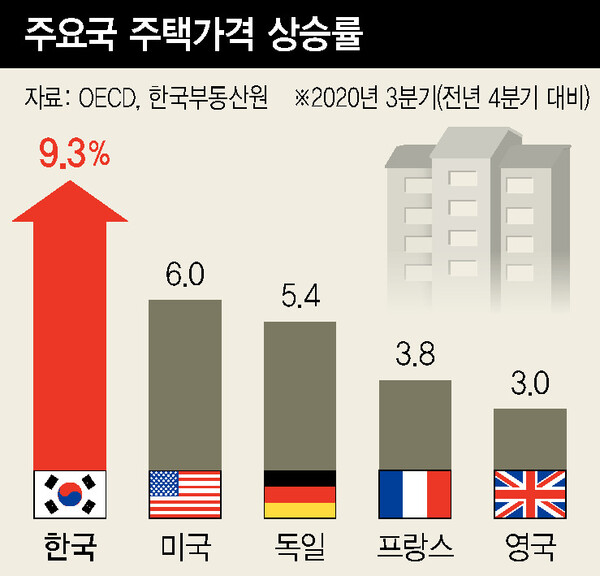 주요국 주택가격 상승률
자료: OECD, 한국부동산원 ※2020년 3분기(전년 4분기 대비)
9.3%
6.0
5.4
3.8
3.0
한국 미국 독일 프랑스 영국